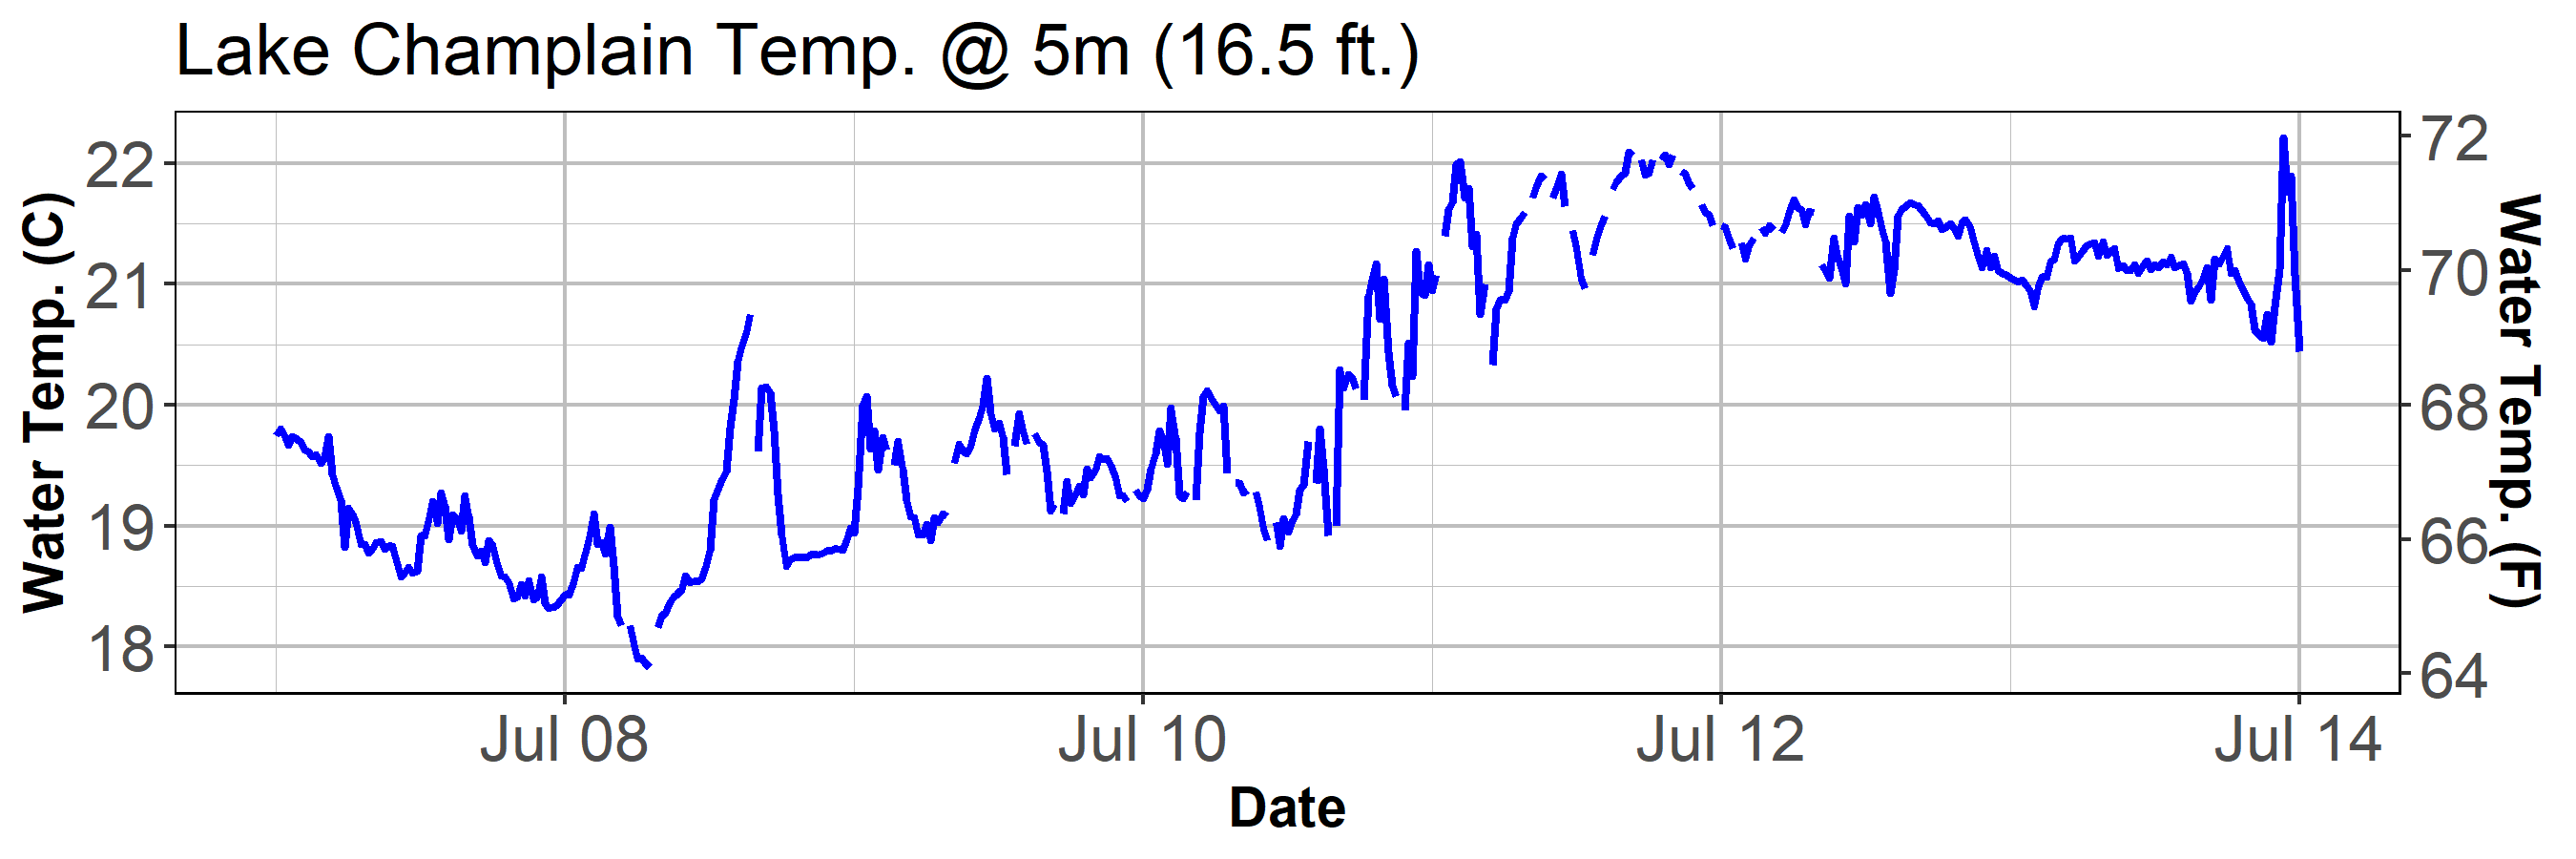 Lake Champlain Temp. @ 5m (16.5 ft.)
Water Temp. (C)
22
21
20
19
18
72
70
68
66
64
Water Temp. (F)
Jul 08
Jul 10
Jul 12
Jul 14
Date